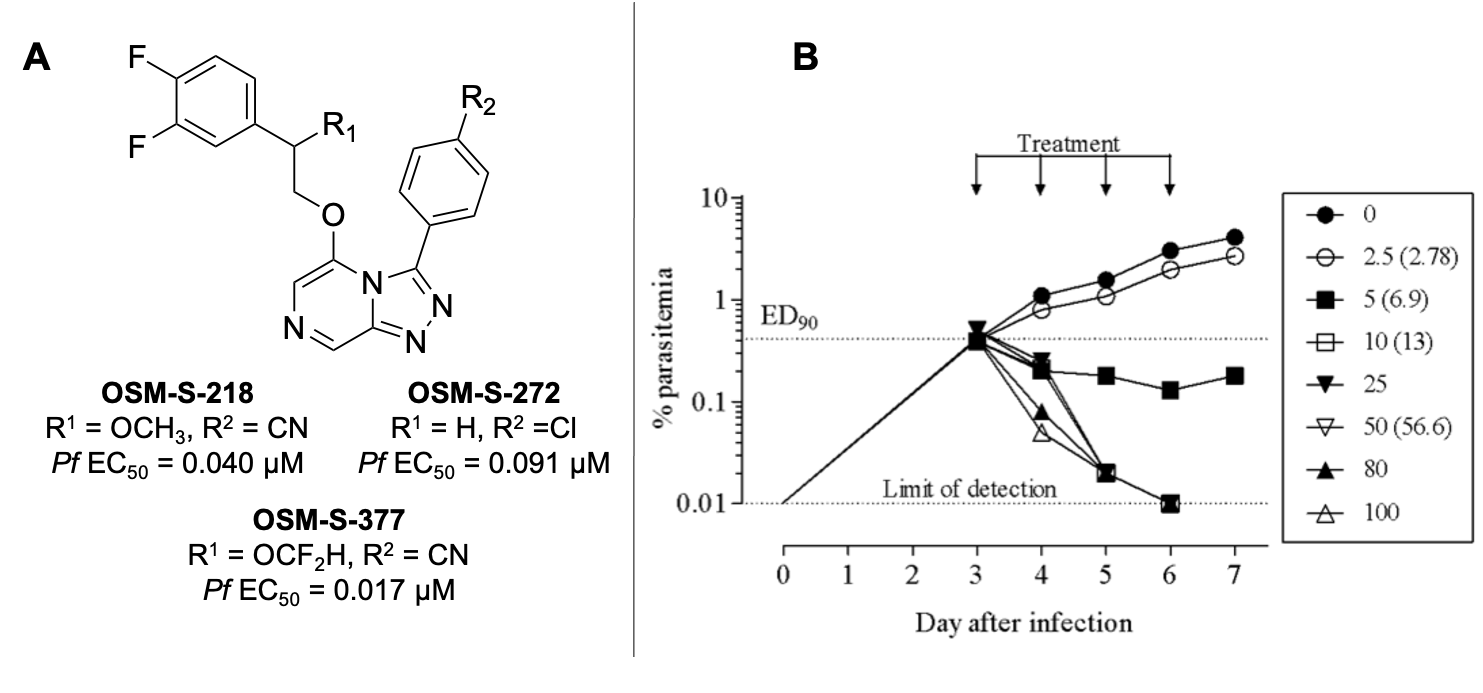 A
F
F
R1
R2
O
N
N
N
N
OSM-S-218
R1 = OCH3, R2 = CN
Pf EC50 = 0.040 µM
OSM-S-272
R1 = H, R2 =Cl
Pf EC50 = 0.091 µM
OSM-S-377
R1 = OCF2H, R2 = CN
Pf EC50 = 0.017 µM
B
Treatment
ED90
Limit of detection
% parasitemia
10
1
0.1
0.01
0 1 2 3 4 5 6 7
Day after infection
0
2.5 (2.78)
5 (6.9)
10 (13)
25
50 (56.6)
80
100